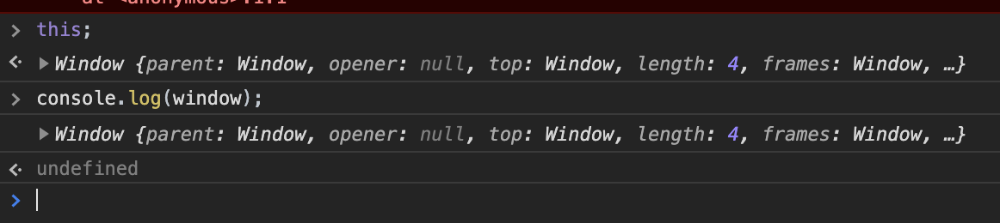 at <anonymous>:1:1
> this;
<· ▶Window {parent: Window, opener: null, top: Window, length: 4, frames: Window, …}
> console.log(window);
▶Window {parent: Window, opener: null, top: Window, length: 4, frames: Window, …}
<· undefined
>